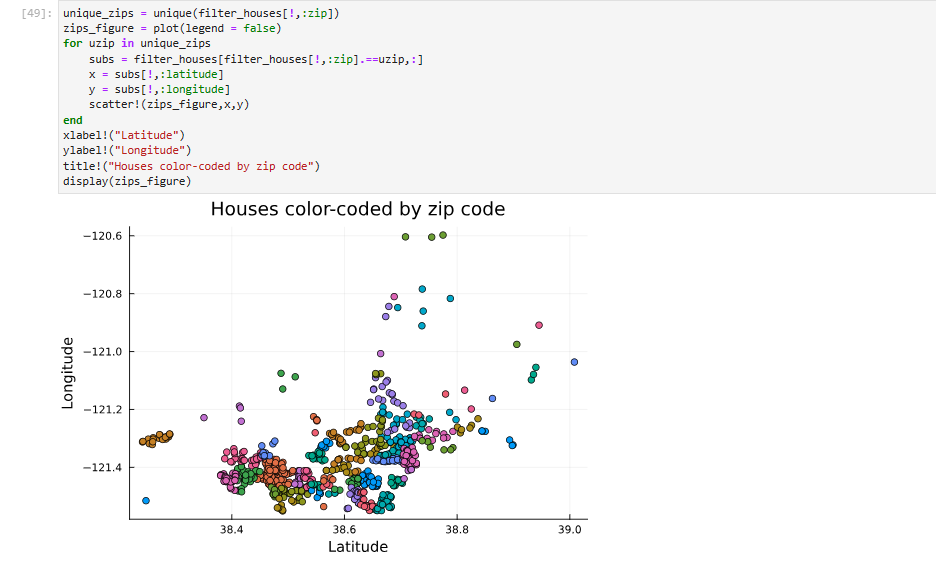 [49]: unique_zips = unique(filter_houses[!,:zip])
zips_figure = plot(legend = false)
for uzip in unique_zips
    subs = filter_houses[filter_houses[!,:zip].==uzip,:]
    x = subs[!,:latitude]
    y = subs[!,:longitude]
    scatter!(zips_figure,x,y)
end
xlabel!("Latitude")
ylabel!("Longitude")
title!("Houses color-coded by zip code")
display(zips_figure)
Houses color-coded by zip code
−120.6
−120.8
−121.0
−121.2
−121.4
Longitude
38.4 38.6 38.8 39.0
Latitude